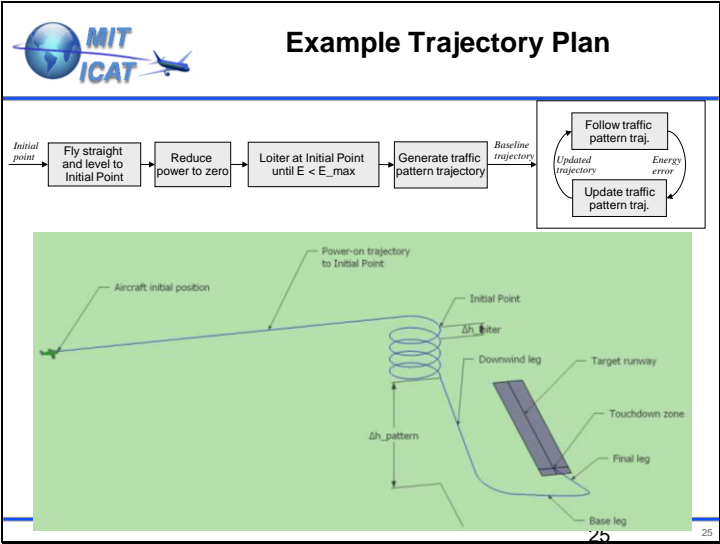 MIT
ICAT
Example Trajectory Plan
Initial
point
Fly straight
and level to
Initial Point
Reduce
power to zero
Loiter at Initial Point
until E < E_max
Generate traffic
pattern trajectory
Baseline
trajectory
Follow traffic
pattern traj.
Updated
trajectory
Energy
error
Update traffic
pattern traj.
Power-on trajectory
to Initial Point
Aircraft initial position
Initial Point
Δh_loiter
Downwind leg
Target runway
Touchdown zone
Δh_pattern
Final leg
Base leg
25
25